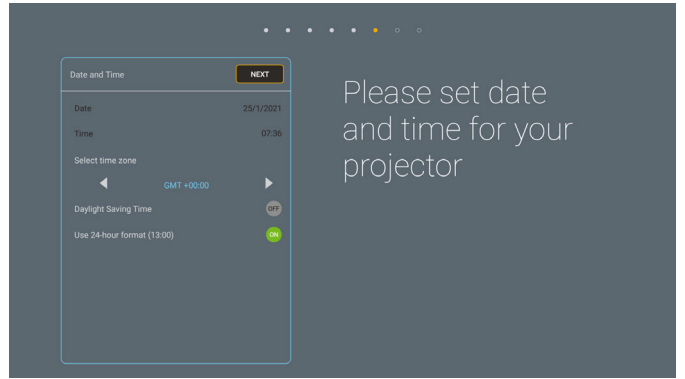 Date and Time NEXT
Please set date
and time for your
projector
Date 25/1/2021
Time 07:36
Select time zone
GMT +00:00
Daylight Saving Time OFF
Use 24-hour format (13:00) ON